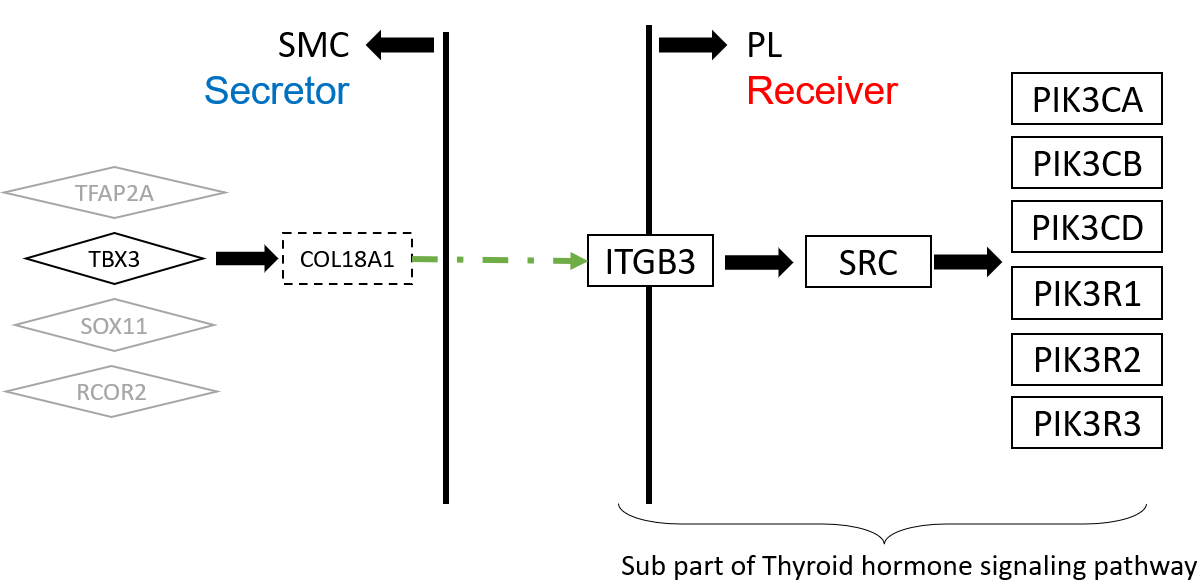 SMC
Secretor
PL
Receiver
TFAP2A
TBX3
SOX11
RCOR2
COL18A1
ITGB3
SRC
PIK3CA
PIK3CB
PIK3CD
PIK3R1
PIK3R2
PIK3R3
Sub part of Thyroid hormone signaling pathway